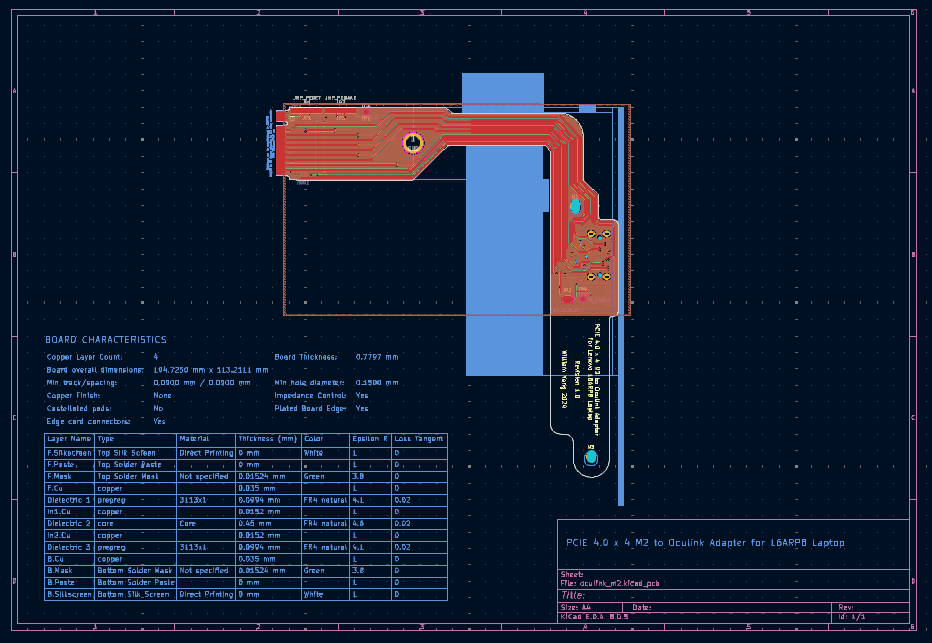 1 2 3 4 5 6
A A
JMP_RESET
BOARD CHARACTERISTICS
Copper Layer Count: 4 Board Thickness: 0.7797 mm
Board overall dimensions: 104.7250 mm x 113.2111 mm
Min track/spacing: 0.0900 mm / 0.0900 mm Min hole diameter: 0.1500 mm
Copper Finish: None Impedance Control: Yes
Castellated pads: No Plated Board Edge: Yes
Edge card connectors: Yes
Layer Name Type Material Thickness (mm) Color Epsilon R Loss Tangent
F.Silkscreen Top Silk Screen Direct Printing 0 mm White 1 0
F.Paste Top Solder Paste 0 mm 1 0
F.Mask Top Solder Mask Not specified 0.01524 mm Green 3.8 0
F.Cu copper 0.035 mm 1 0
Dielectric 1 prepreg 3113x1 0.0994 mm FR4 natural 4.1 0.02
In1.Cu copper 0.0152 mm 1 0
Dielectric 2 core Core 0.45 mm FR4 natural 4.6 0.02
In2.Cu copper 0.0152 mm 1 0
Dielectric 3 prepreg 3113x1 0.0994 mm FR4 natural 4.1 0.02
B.Cu copper 0.035 mm 1 0
B.Mask Bottom Solder Mask Not specified 0.01524 mm Green 3.8 0
B.Paste Bottom Solder Paste 0 mm 1 0
B.Silkscreen Bottom Silk Screen Direct Printing 0 mm White 1 0
PCIE 4.0 x 4 M2 to Oculink Adapter
for Lenovo L6ARP8 Laptop
Revision 1.0
William Yang 2024
PCIE 4.0 x 4 M2 to Oculink Adapter for L6ARP8 Laptop
Sheet:
File: oculink_m2.kicad_pcb
Title:
Size: A4 Date: Rev:
KiCad E.D.A. 8.0.5 Id: 1/1